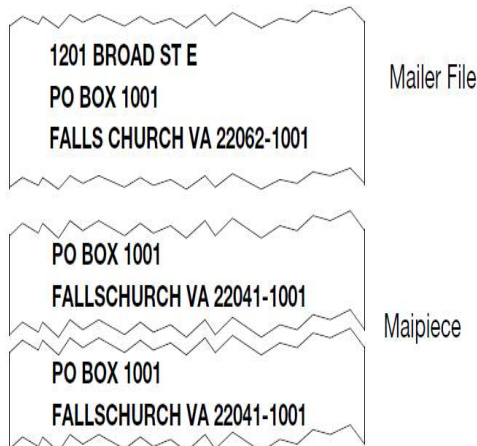 1201 BROAD ST E
PO BOX 1001
FALLS CHURCH VA 22062-1001
Mailer File
PO BOX 1001
FALLSCHURCH VA 22041-1001
Maipiece
PO BOX 1001
FALLSCHURCH VA 22041-1001